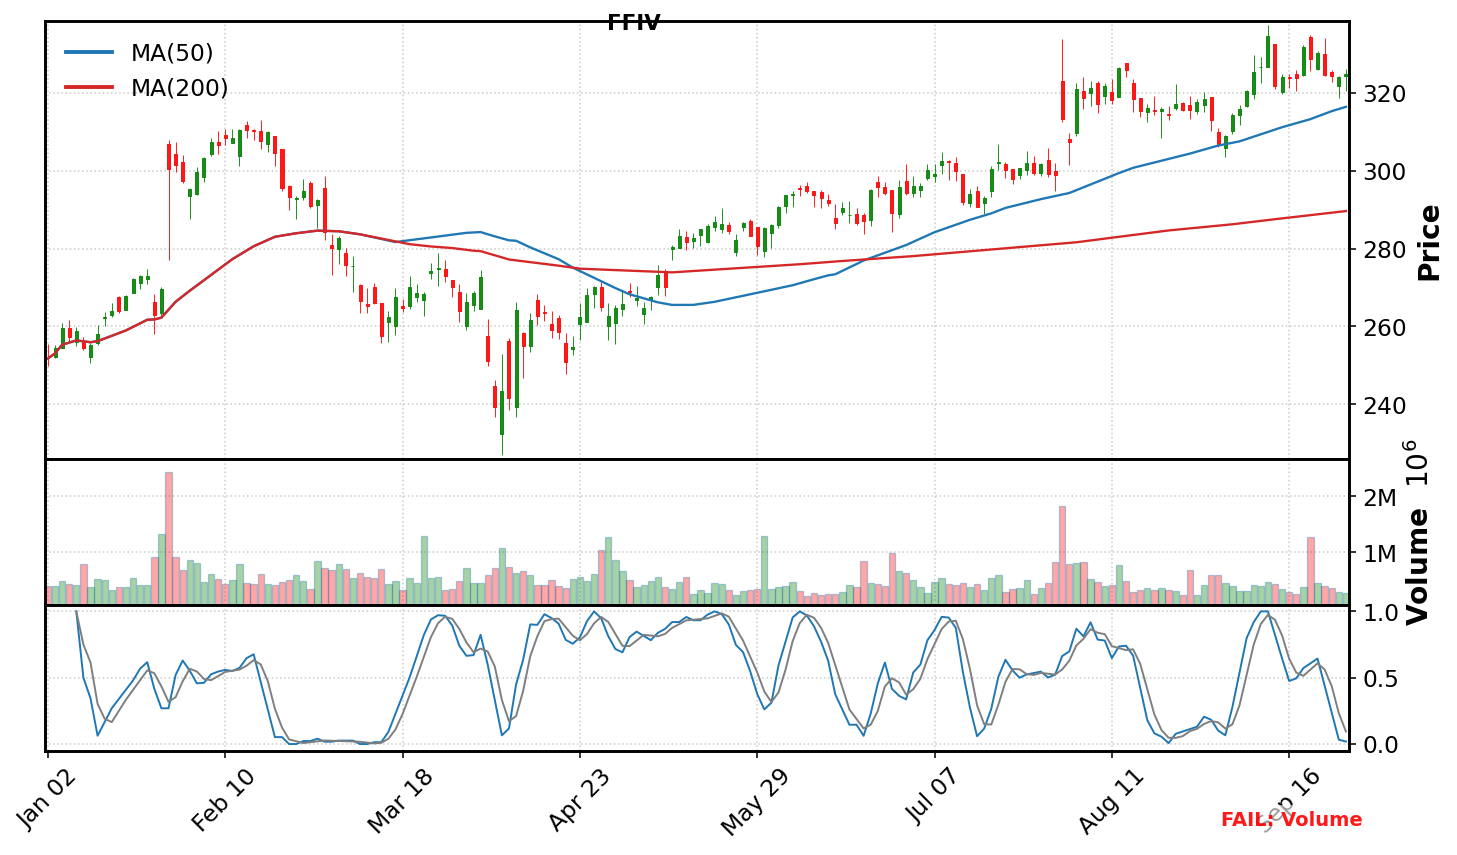 FFIV
MA(50)
MA(200)
320
300
280
260
240
Price
2M
1M
Volume 10^6
1.0
0.5
0.0
Jan 02
Feb 10
Mar 18
Apr 23
May 29
Jul 07
Aug 11
Sep 16
FAIL: Volume